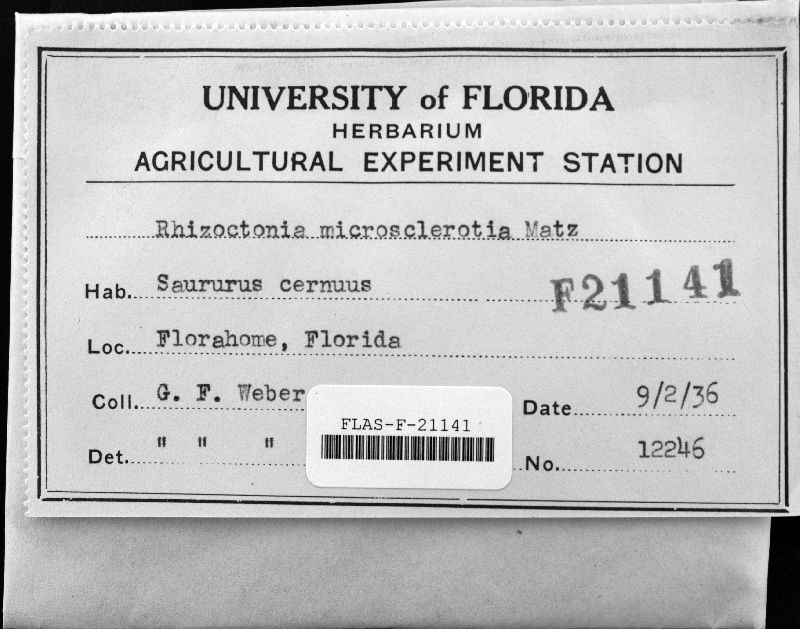 UNIVERSITY of FLORIDA
HERBARIUM
AGRICULTURAL EXPERIMENT STATION
Rhizoctonia microsclerotia Matz
Hab. Saururus cernuus F21141
Loc. Florahome, Florida
Coll. G. F. Weber Date 9/2/36
FLAS-F-21141
Det. " " " No. 12246